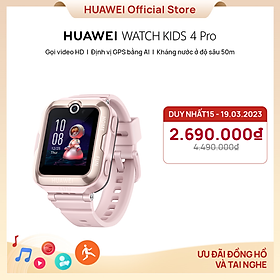 HUAWEI Official Store
HUAWEI WATCH KIDS 4 Pro
Gọi video HD I Định vị GPS bằng AI I Kháng nước ở độ sâu 50m
DUY NHẤT15 - 19.03.2023
2.690.000đ
4.490.000đ
ƯU ĐÃI ĐỒNG HỒ
VÀ TAI NGHE